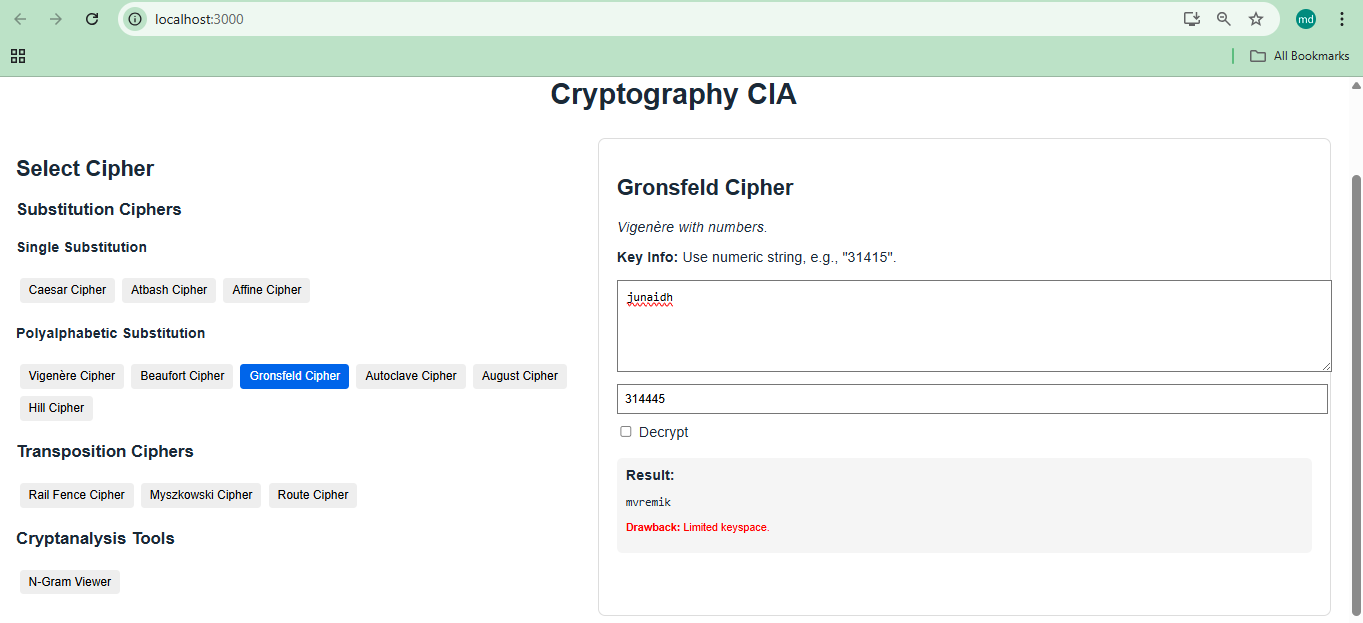 localhost:3000
md
All Bookmarks
Cryptography CIA
Select Cipher
Substitution Ciphers
Single Substitution
Caesar Cipher Atbash Cipher Affine Cipher
Polyalphabetic Substitution
Vigenère Cipher Beaufort Cipher Gronsfeld Cipher Autoclave Cipher August Cipher
Hill Cipher
Transposition Ciphers
Rail Fence Cipher Myszkowski Cipher Route Cipher
Cryptanalysis Tools
N-Gram Viewer
Gronsfeld Cipher
Vigenère with numbers.
Key Info: Use numeric string, e.g., "31415".
junaidh
314445
Decrypt
Result:
mvremik
Drawback: Limited keyspace.